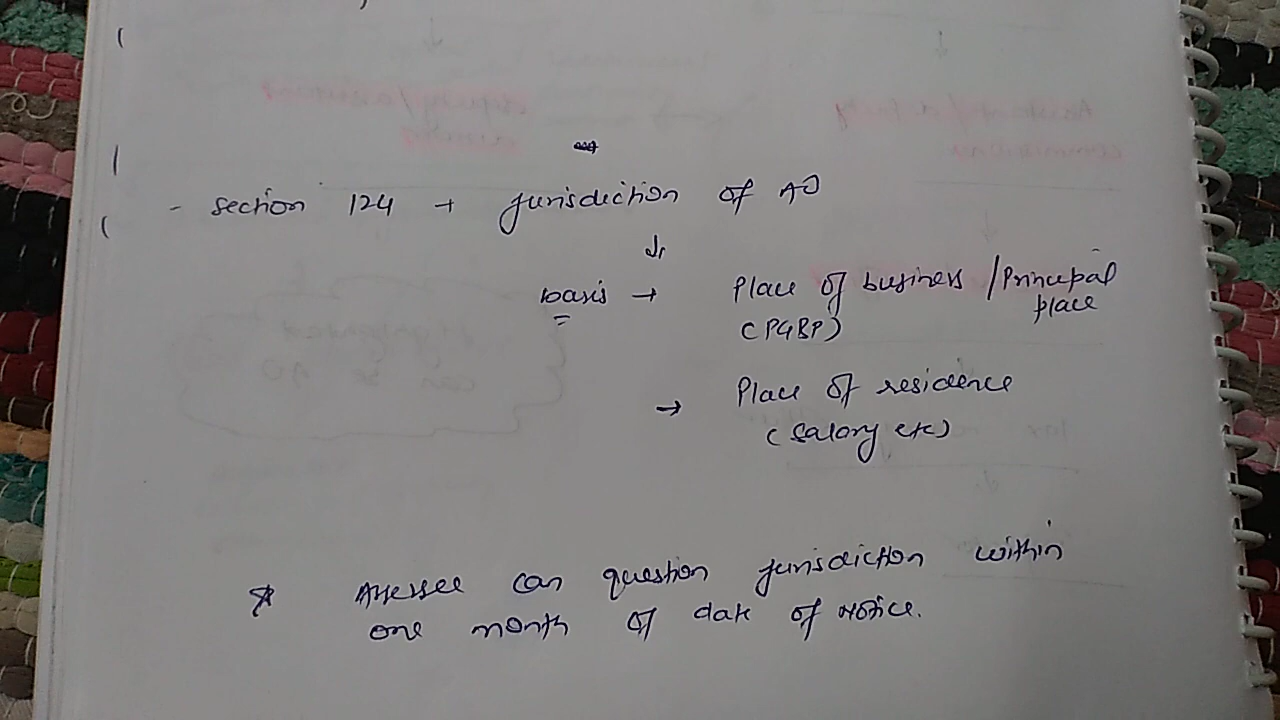 - section 124 → jurisdiction of AO
↓
basis → Place of business / Principal place
(PGBP)
→ Place of residence
(salary etc)
* Assessee can question jurisdiction within
one month of date of notice.